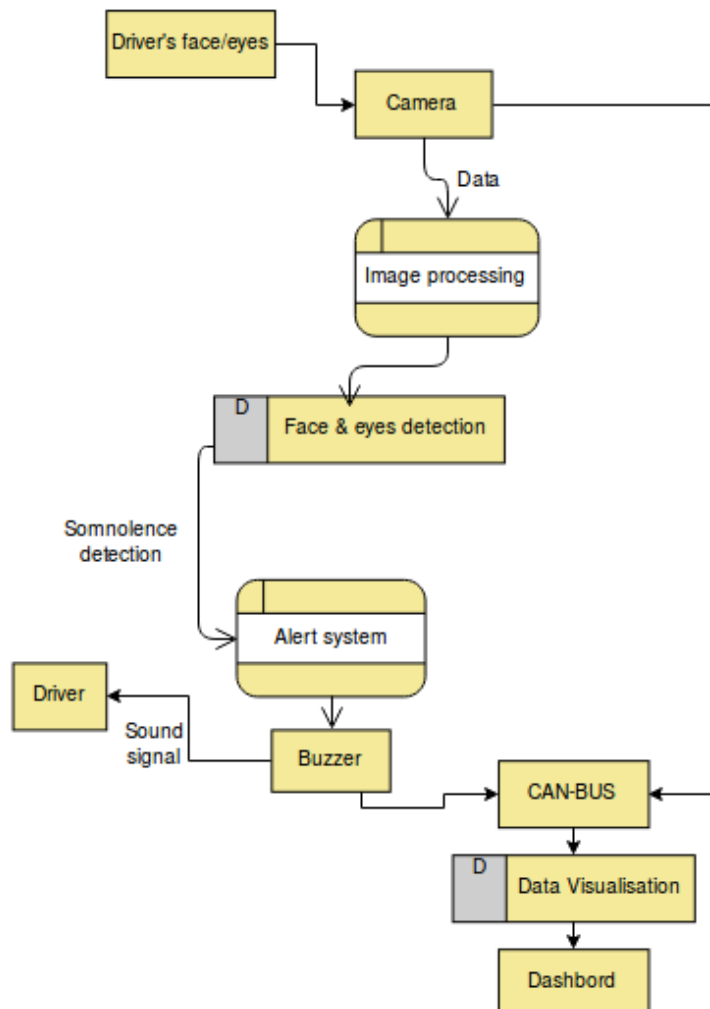 Driver's face/eyes
Camera
Data
Image processing
D
Face & eyes detection
Somnolence
detection
Alert system
Driver
Sound
signal
Buzzer
CAN-BUS
D
Data Visualisation
Dashbord